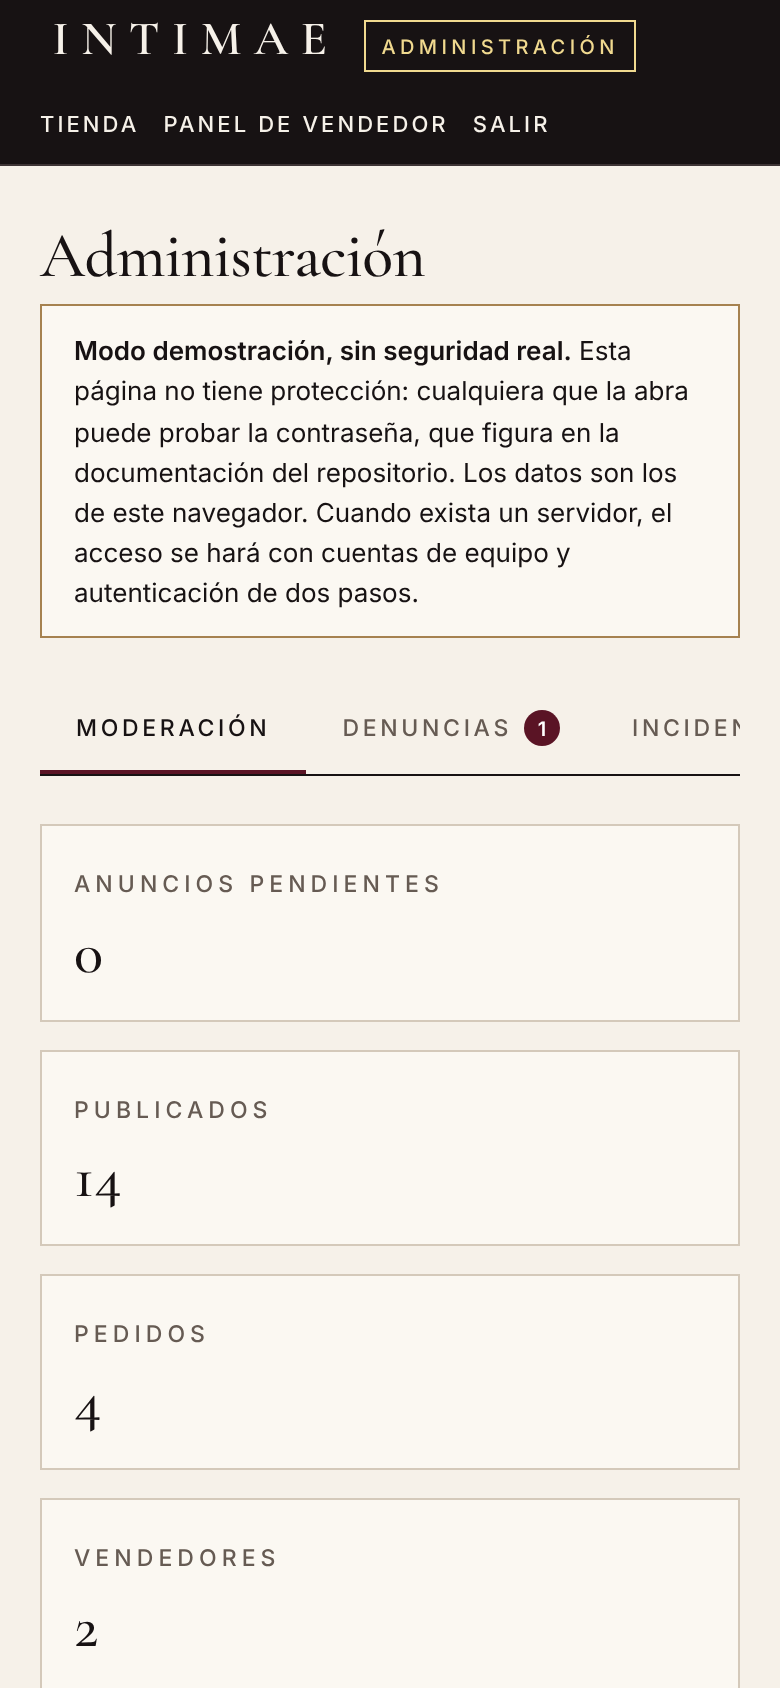 INTIMAE
ADMINISTRACIÓN
TIENDA PANEL DE VENDEDOR SALIR
Administración
Modo demostración, sin seguridad real. Esta
página no tiene protección: cualquiera que la abra
puede probar la contraseña, que figura en la
documentación del repositorio. Los datos son los
de este navegador. Cuando exista un servidor, el
acceso se hará con cuentas de equipo y
autenticación de dos pasos.
MODERACIÓN DENUNCIAS 1
ANUNCIOS PENDIENTES
0
PUBLICADOS
14
PEDIDOS
4
VENDEDORES
2